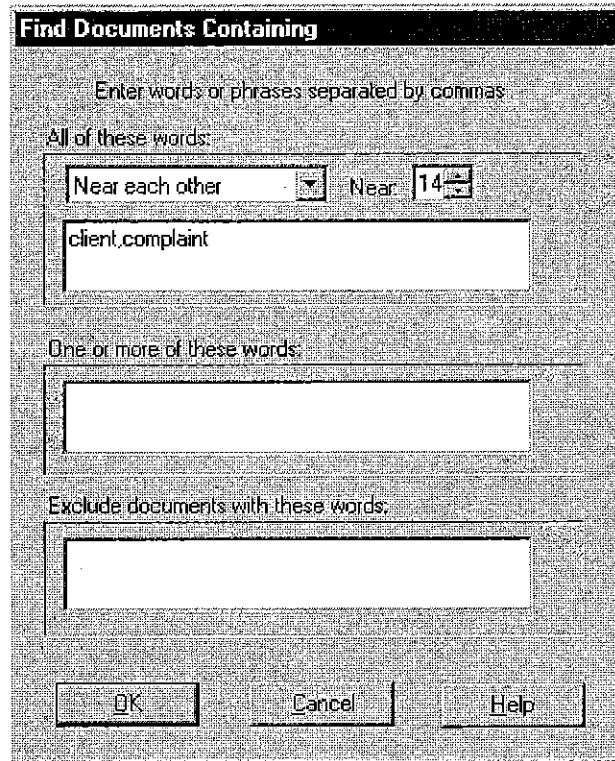 Find Documents Containing
Enter words or phrases separated by commas
All of these words:
Near each other Near 14
client,complaint
One or more of these words:
Exclude documents with these words:
OK Cancel Help